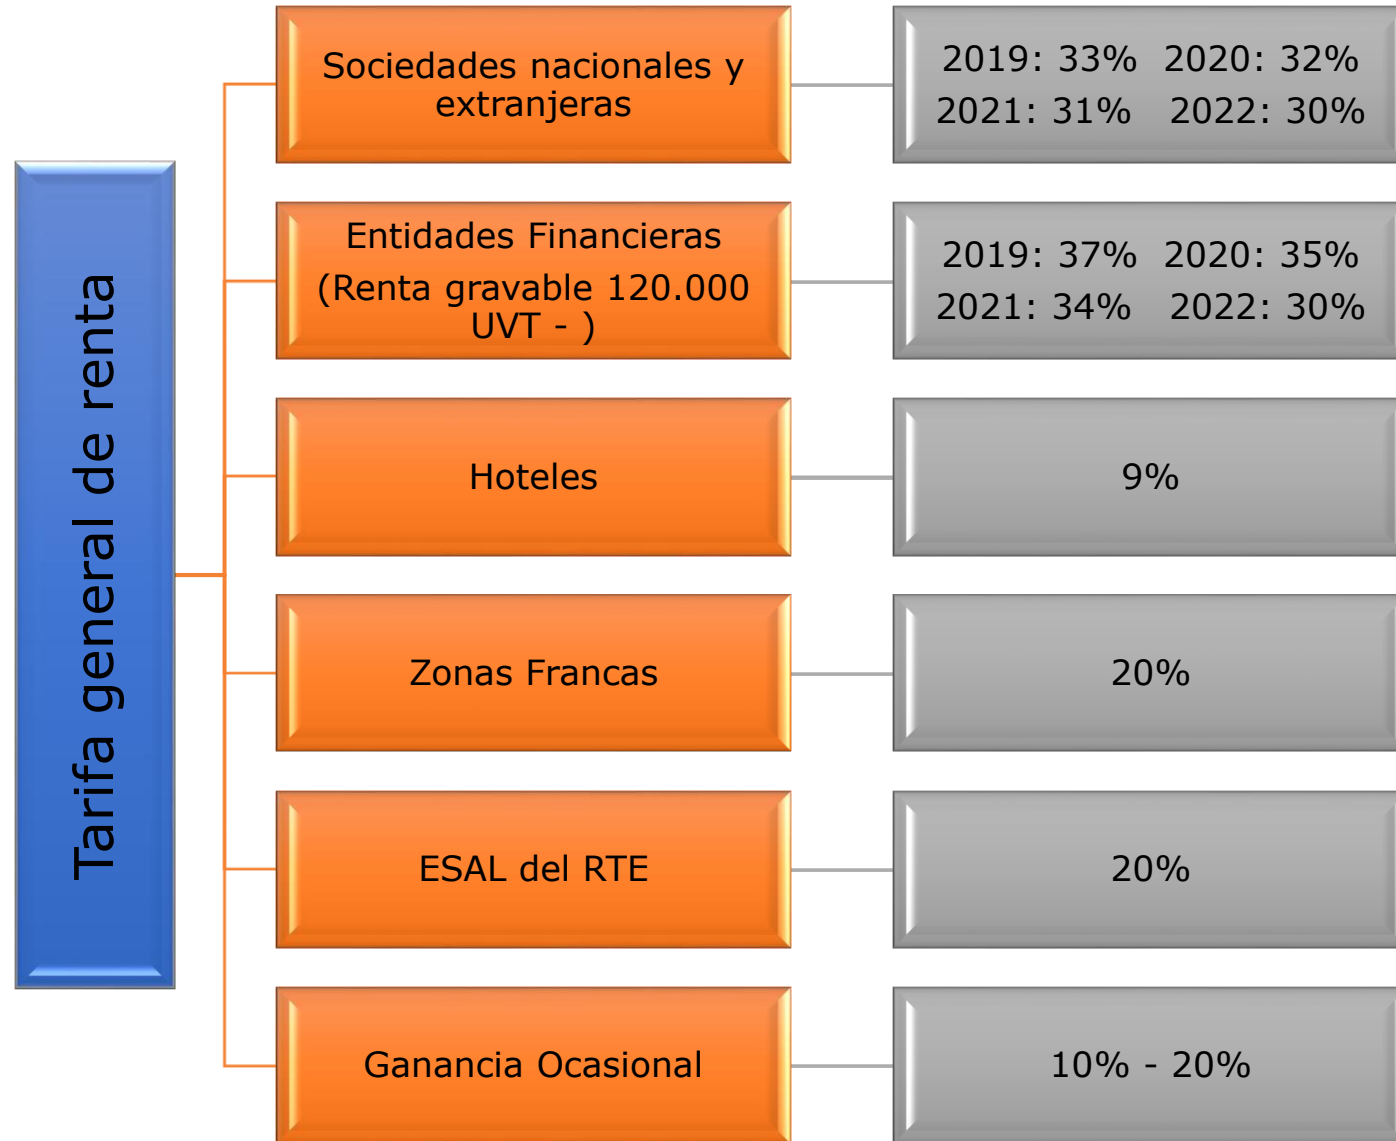 Tarifa general de renta
Sociedades nacionales y
extranjeras
2019: 33% 2020: 32%
2021: 31% 2022: 30%
Entidades Financieras
(Renta gravable 120.000
UVT - )
2019: 37% 2020: 35%
2021: 34% 2022: 30%
Hoteles
9%
Zonas Francas
20%
ESAL del RTE
20%
Ganancia Ocasional
10% - 20%